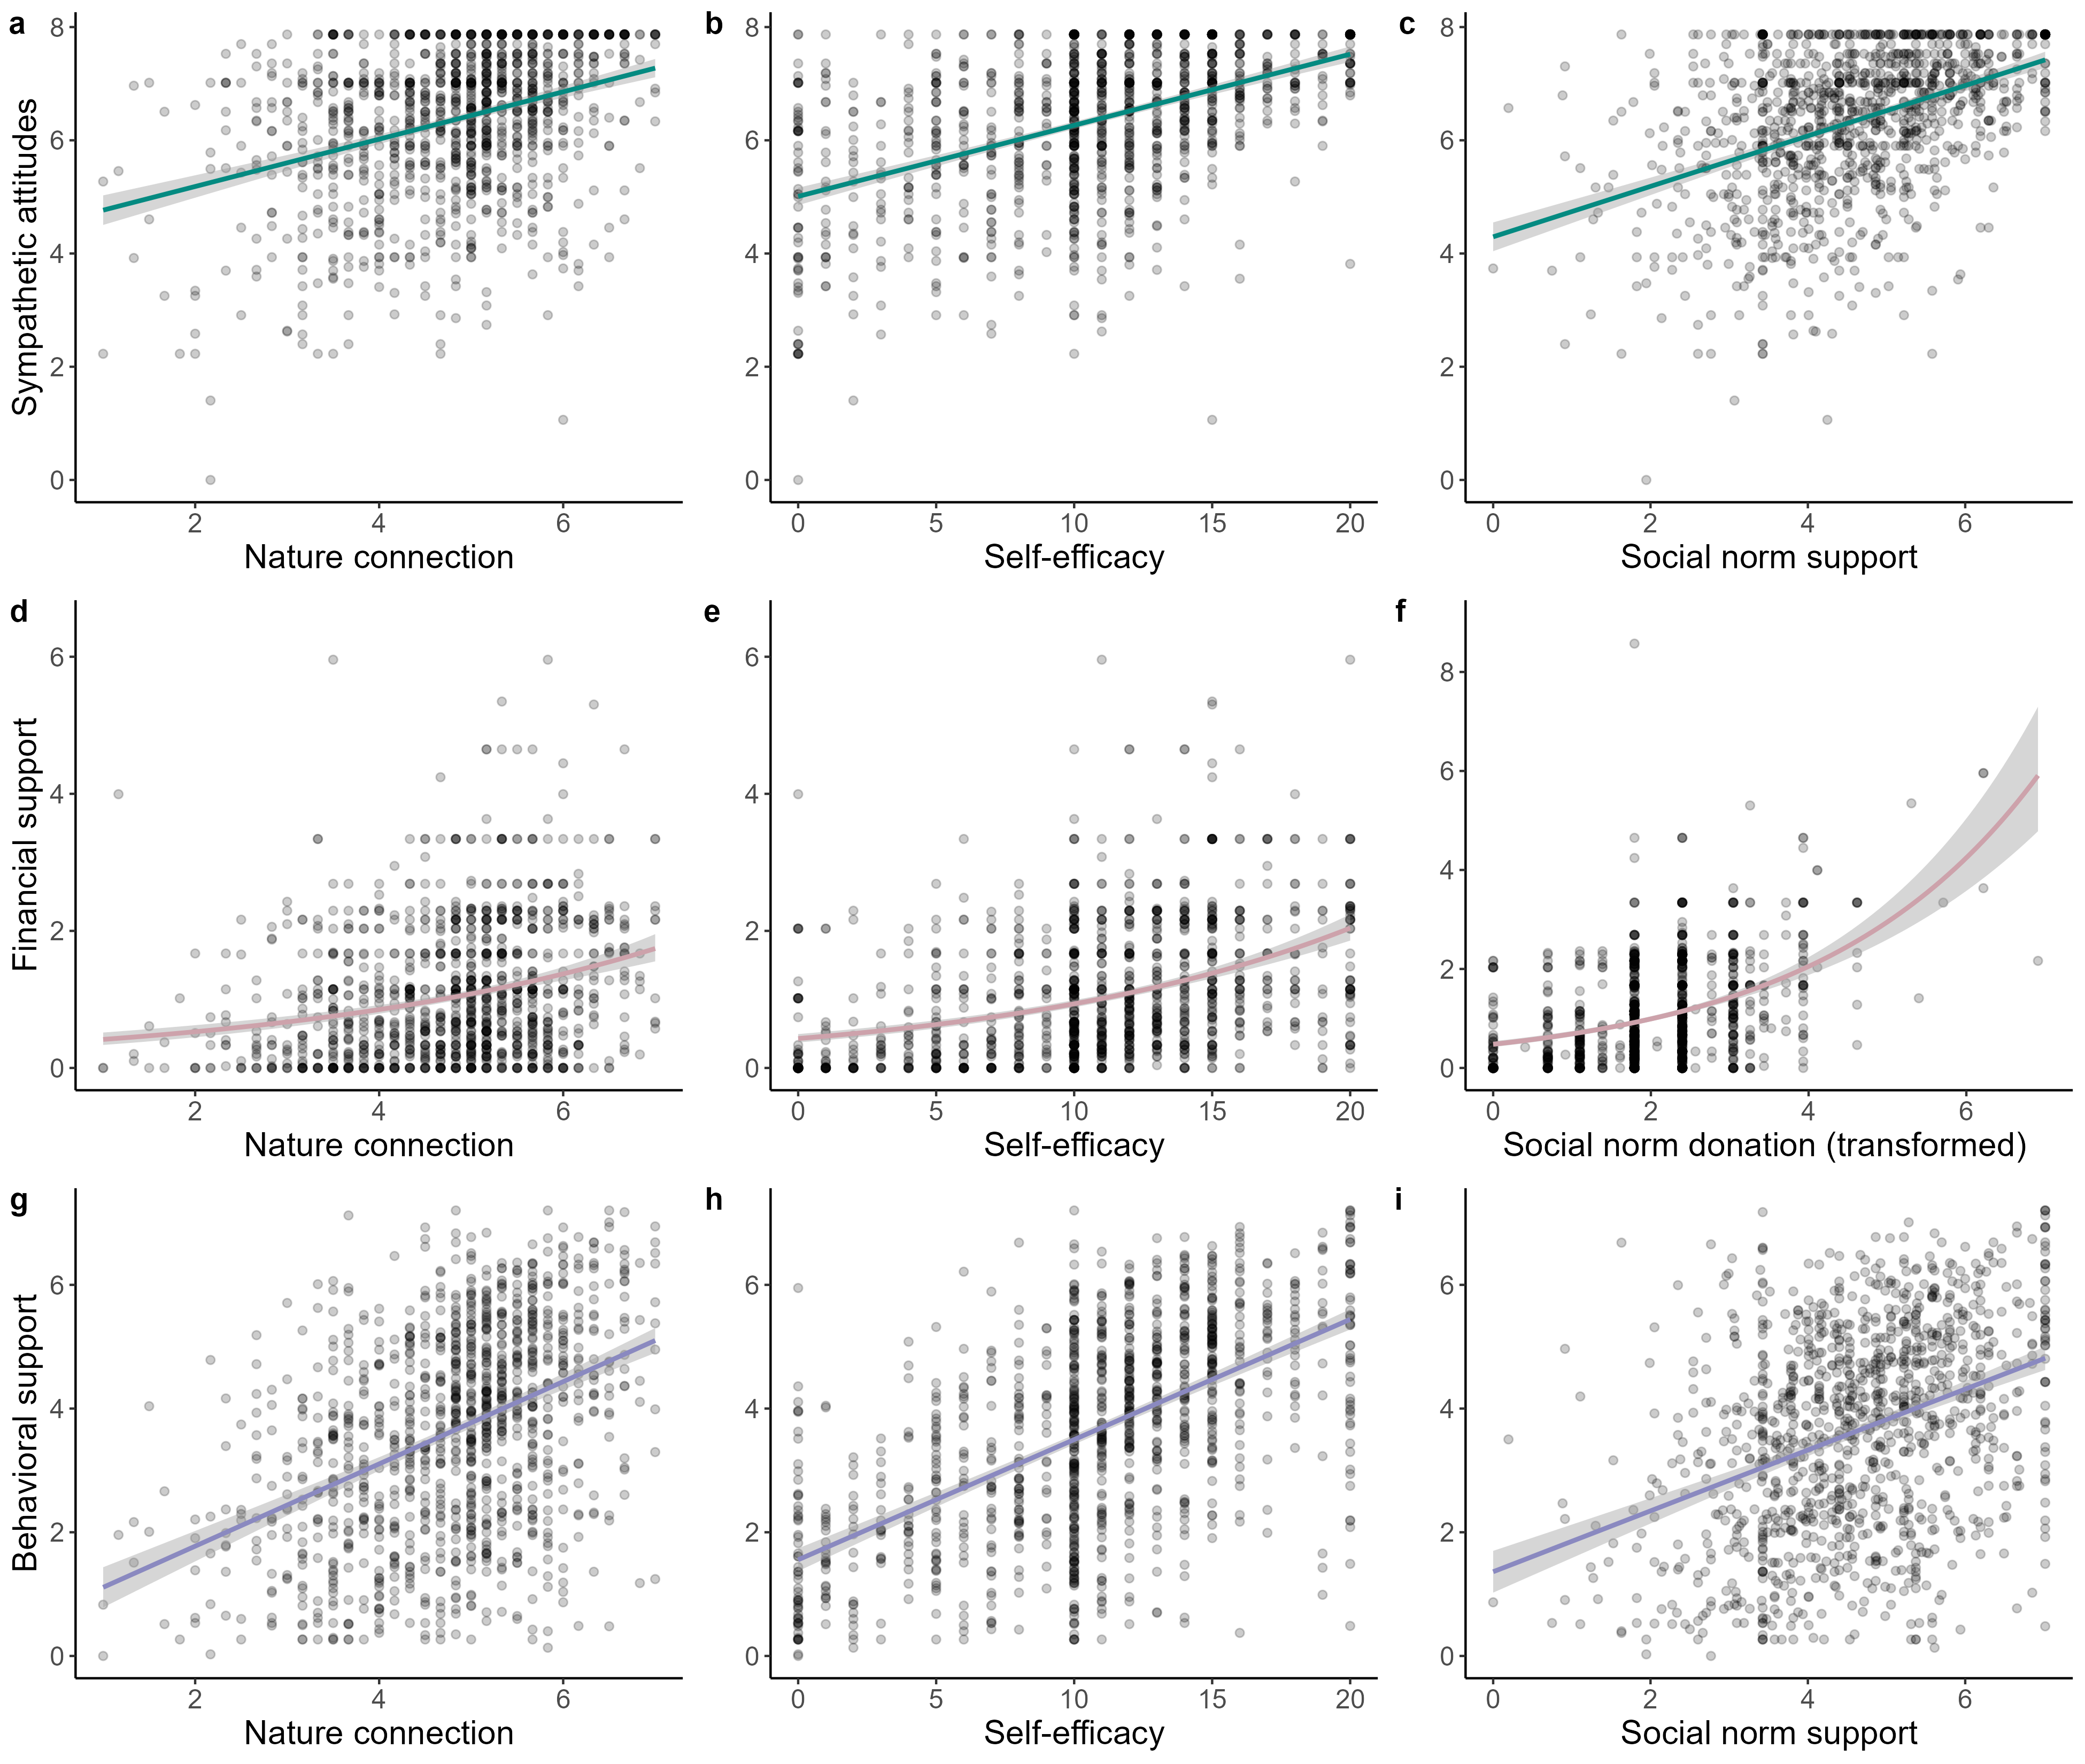 a
b
c
Sympathetic attitudes
8
6
4
2
0
8
6
4
2
0
8
6
4
2
0
2 4 6
0 5 10 15 20
0 2 4 6
Nature connection
Self-efficacy
Social norm support
d
e
f
Financial support
6
4
2
0
6
4
2
0
8
6
4
2
0
2 4 6
0 5 10 15 20
0 2 4 6
Nature connection
Self-efficacy
Social norm donation (transformed)
g
h
i
Behavioral support
6
4
2
0
6
4
2
0
6
4
2
0
2 4 6
0 5 10 15 20
0 2 4 6
Nature connection
Self-efficacy
Social norm support